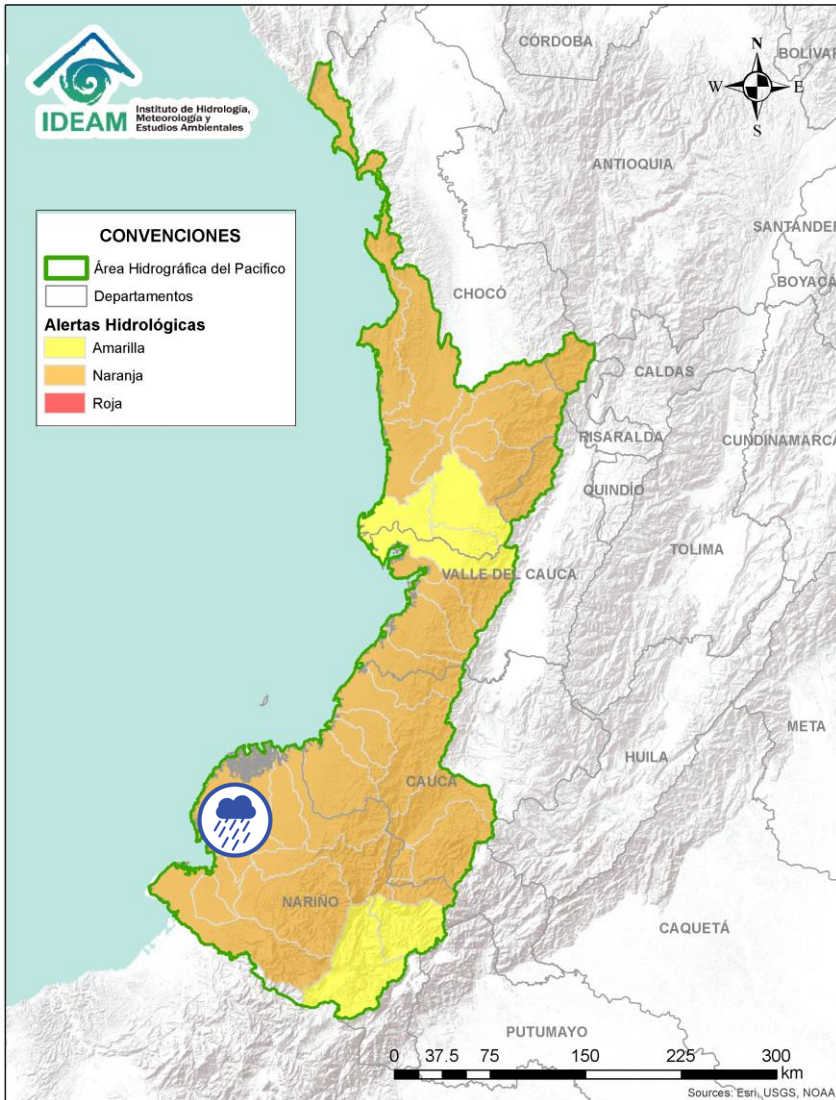 IDEAM
Instituto de Hidrología,
Meteorología y
Estudios Ambientales
CÓRDOBA
BOLÍVAR
N
W
E
S
ANTIOQUIA
SANTANDER
BOYACÁ
CONVENCIONES
Área Hidrográfica del Pacifico
Departamentos
Alertas Hidrológicas
Amarilla
Naranja
Roja
CHOCÓ
CALDAS
RISARALDA
CUNDINAMARCA
QUINDÍO
TOLIMA
VALLE DEL CAUCA
META
HUILA
CAUCA
NARIÑO
CAQUETÁ
PUTUMAYO
0 37.5 75 150 225 300
km
Sources: Esri, USGS, NOAA